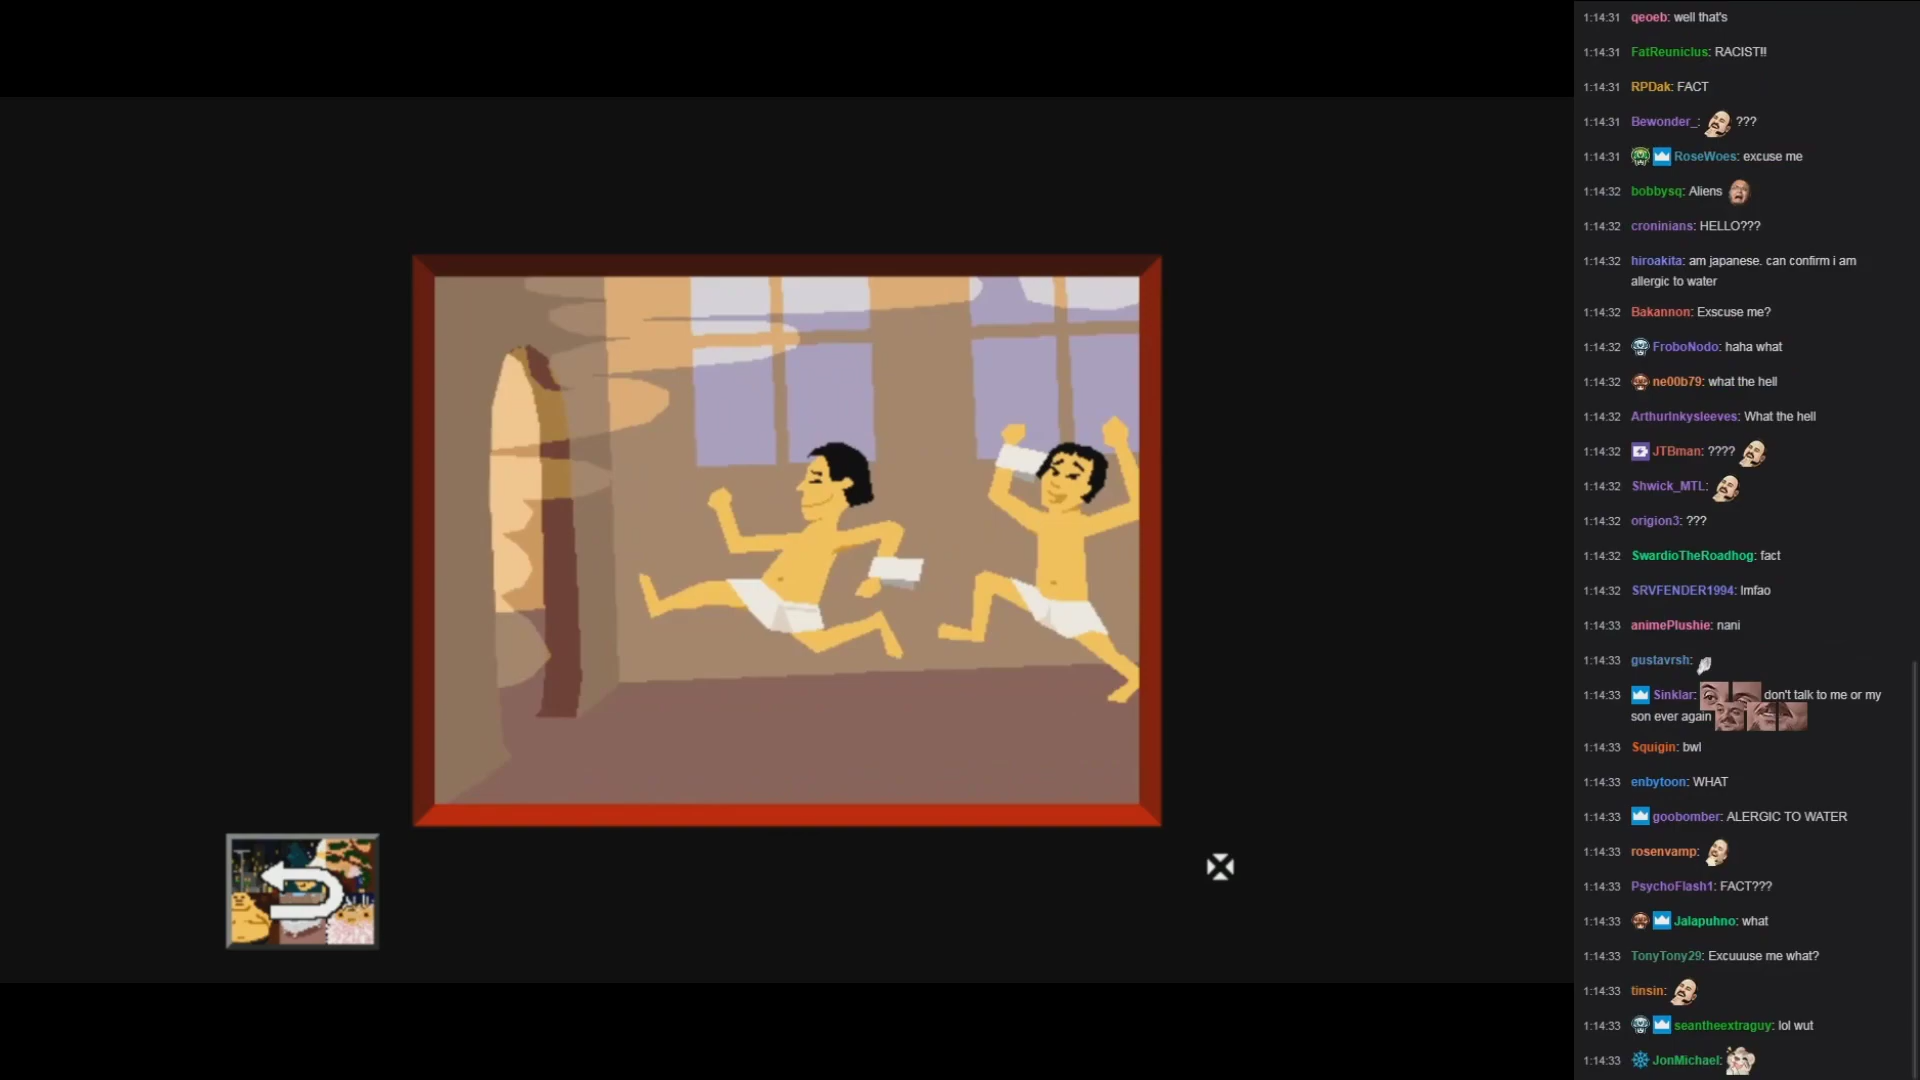 1:14:31 qeoeb: well that's
1:14:31 FatReuniclus: RACIST!!
1:14:31 RPDak: FACT
1:14:31 Bewonder_: ???
1:14:31 RoseWoes: excuse me
1:14:32 bobbysq: Aliens
1:14:32 croninians: HELLO???
1:14:32 hiroakita: am japanese. can confirm i am
allergic to water
1:14:32 Bakannon: Exscuse me?
1:14:32 FroboNodo: haha what
1:14:32 ne00b79: what the hell
1:14:32 ArthurInkysleeves: What the hell
1:14:32 JTBman: ????
1:14:32 Shwick_MTL:
1:14:32 origion3: ???
1:14:32 SwardioTheRoadhog: fact
1:14:32 SRVFENDER1994: lmfao
1:14:33 animePlushie: nani
1:14:33 gustavrsh:
1:14:33 Sinklar: don't talk to me or my
son ever again
1:14:33 Squigin: bwl
1:14:33 enbytoon: WHAT
1:14:33 goobomber: ALERGIC TO WATER
1:14:33 rosenvamp:
1:14:33 PsychoFlash1: FACT???
1:14:33 Jalapuhno: what
1:14:33 TonyTony29: Excuuuse me what?
1:14:33 tinsin:
1:14:33 seantheextraguy: lol wut
1:14:33 JonMichael: